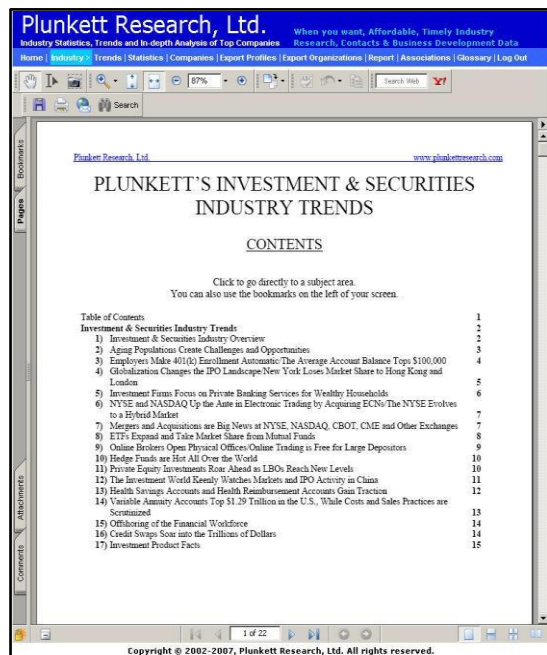 Plunkett Research, Ltd.
Industry Statistics, Trends and In-depth Analysis of Top Companies
When you want, Affordable, Timely Industry
Research, Contacts & Business Development Data
Home | Industry > Trends | Statistics | Companies | Export Profiles | Export Organizations | Report | Associations | Glossary | Log Out
87%
Search Web
Y!
Search
Bookmarks
Pages
Attachments
Comments
Plunkett Research, Ltd. www.plunkettresearch.com
PLUNKETT'S INVESTMENT & SECURITIES
INDUSTRY TRENDS
CONTENTS
Click to go directly to a subject area.
You can also use the bookmarks on the left of your screen.
Table of Contents 1
Investment & Securities Industry Trends 2
1) Investment & Securities Industry Overview 2
2) Aging Populations Create Challenges and Opportunities 3
3) Employers Make 401(k) Enrollment Automatic/The Average Account Balance Tops $100,000 4
4) Globalization Changes the IPO Landscape/New York Loses Market Share to Hong Kong and
London 5
5) Investment Firms Focus on Private Banking Services for Wealthy Households 6
6) NYSE and NASDAQ Up the Ante in Electronic Trading by Acquiring ECNs/The NYSE Evolves
to a Hybrid Market 7
7) Mergers and Acquisitions are Big News at NYSE, NASDAQ, CBOT, CME and Other Exchanges 7
8) ETFs Expand and Take Market Share from Mutual Funds 8
9) Online Brokers Open Physical Offices/Online Trading is Free for Large Depositors 9
10) Hedge Funds are Hot All Over the World 10
11) Private Equity Investments Roar Ahead as LBOs Reach New Levels 10
12) The Investment World Keenly Watches Markets and IPO Activity in China 11
13) Health Savings Accounts and Health Reimbursement Accounts Gain Traction 12
14) Variable Annuity Accounts Top $1.29 Trillion in the U.S., While Costs and Sales Practices are
Scrutinized 13
15) Offshoring of the Financial Workforce 14
16) Credit Swaps Soar into the Trillions of Dollars 14
17) Investment Product Facts 15
1 of 22
Copyright © 2002-2007, Plunkett Research, Ltd. All rights reserved.